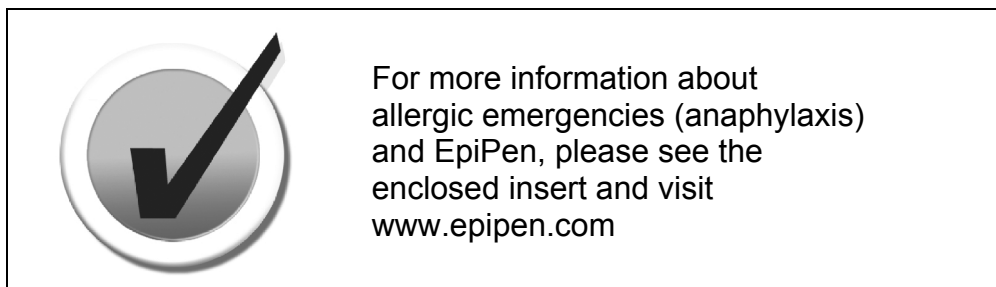 For more information about
allergic emergencies (anaphylaxis)
and EpiPen, please see the
enclosed insert and visit
www.epipen.com